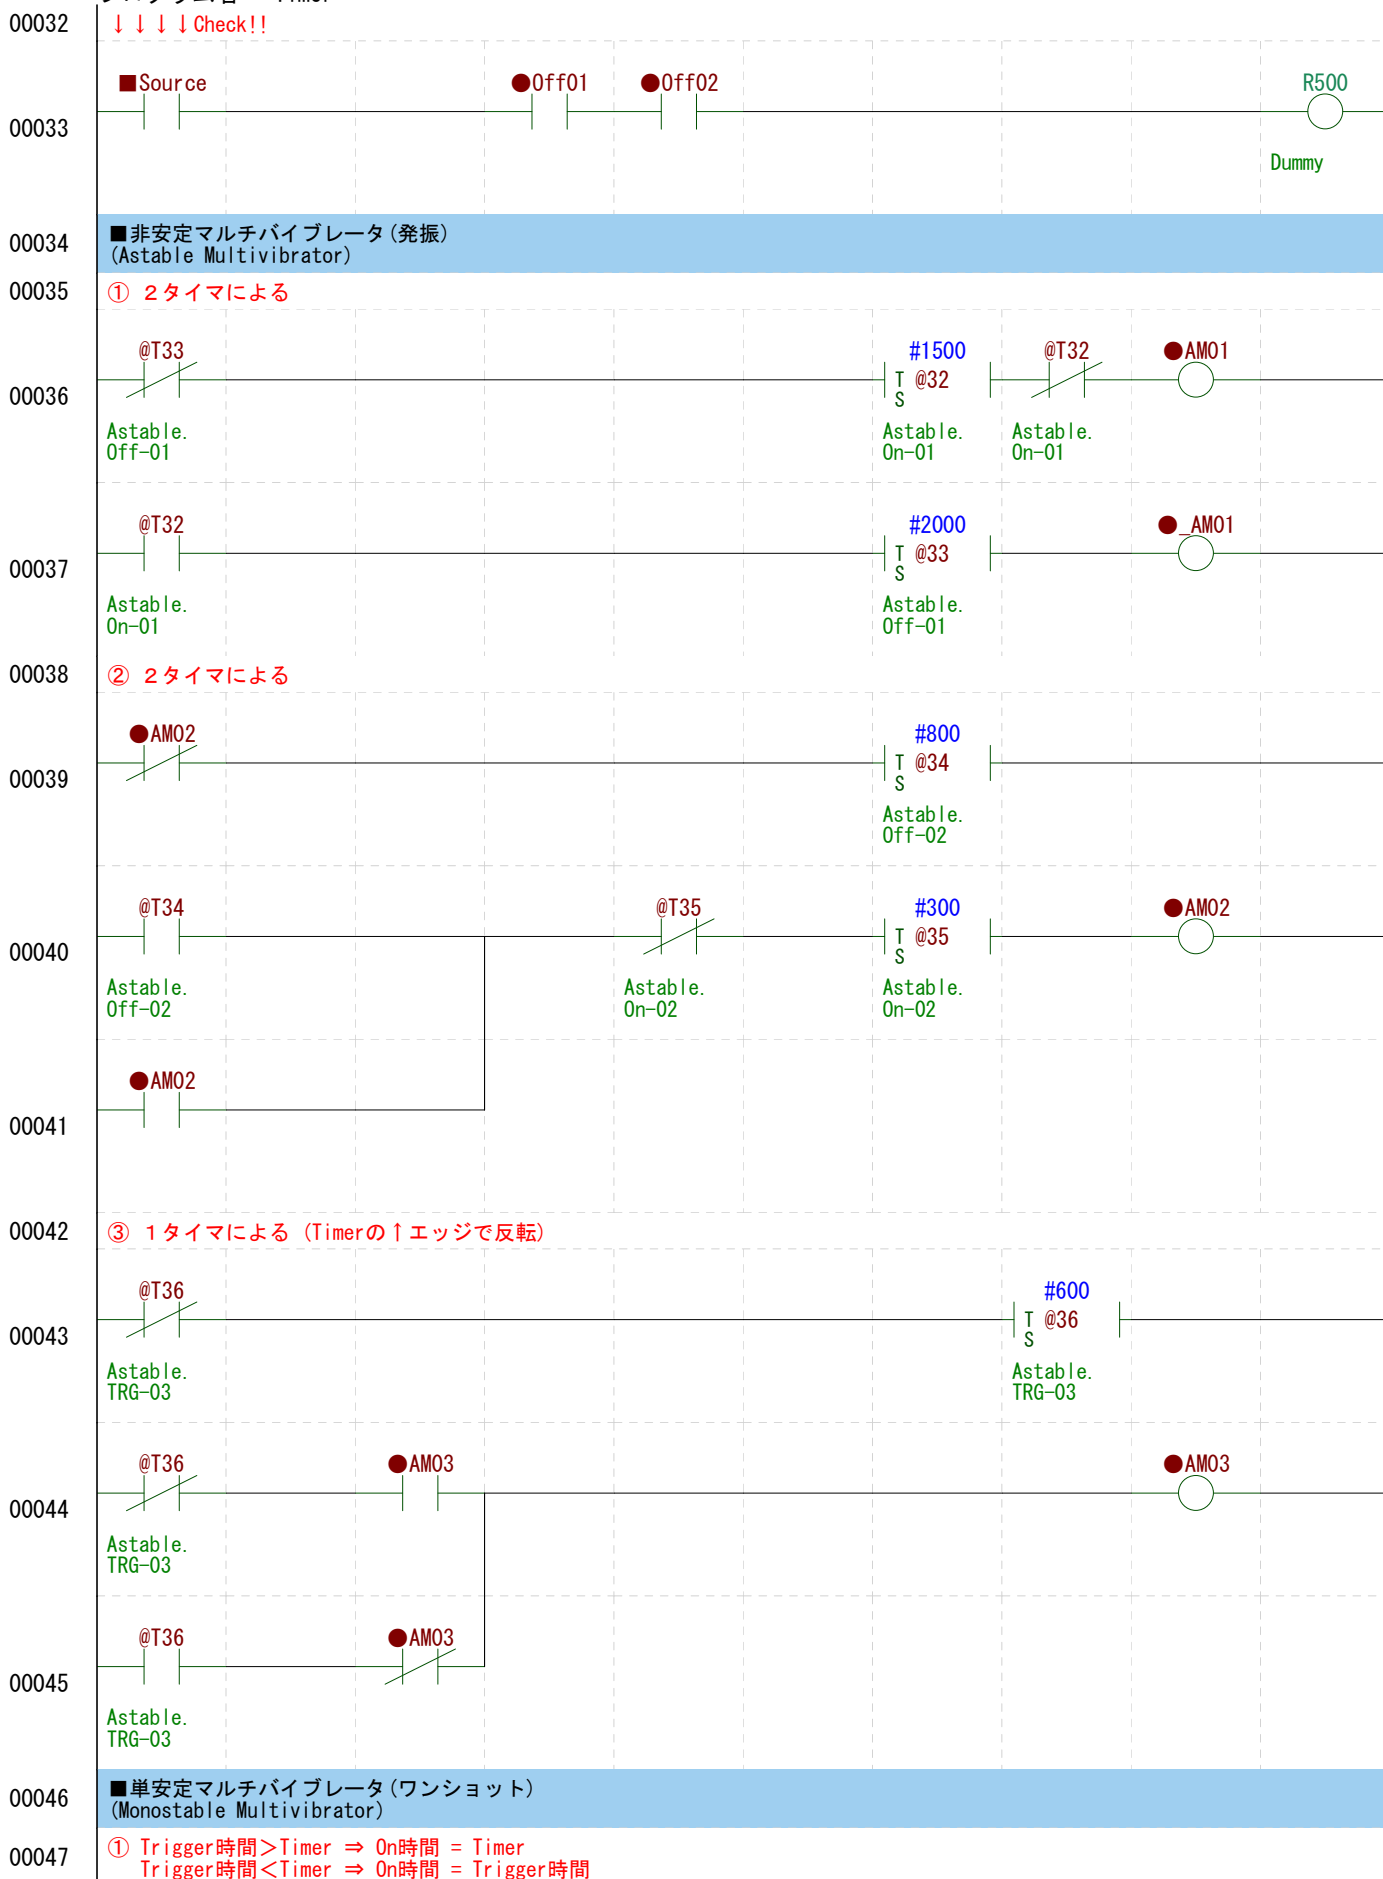 00032 ↓↓↓↓Check!!
■Source ●Off01 ●Off02 R500
00033
Dummy
00034 ■非安定マルチバイブレータ(発振)
(Astable Multivibrator)
00035 ① ２タイマによる
@T33 #1500 @T32 ●AM01
T @32
00036 S
Astable. Astable. Astable.
Off-01 On-01 On-01
@T32 #2000 ●_AM01
T @33
00037 S
Astable. Astable.
On-01 Off-01
00038 ② ２タイマによる
●AM02 #800
T @34
00039 S
Astable.
Off-02
@T34 @T35 #300 ●AM02
T @35
00040 S
Astable. Astable. Astable.
Off-02 On-02 On-02
●AM02
00041
00042 ③ １タイマによる (Timerの↑エッジで反転)
@T36 #600
T @36
00043 S
Astable. Astable.
TRG-03 TRG-03
@T36 ●AM03 ●AM03
00044
Astable.
TRG-03
@T36 ●AM03
00045
Astable.
TRG-03
00046 ■単安定マルチバイブレータ(ワンショット)
(Monostable Multivibrator)
00047 ① Trigger時間＞Timer ⇒ On時間 = Timer
Trigger時間＜Timer ⇒ On時間 = Trigger時間